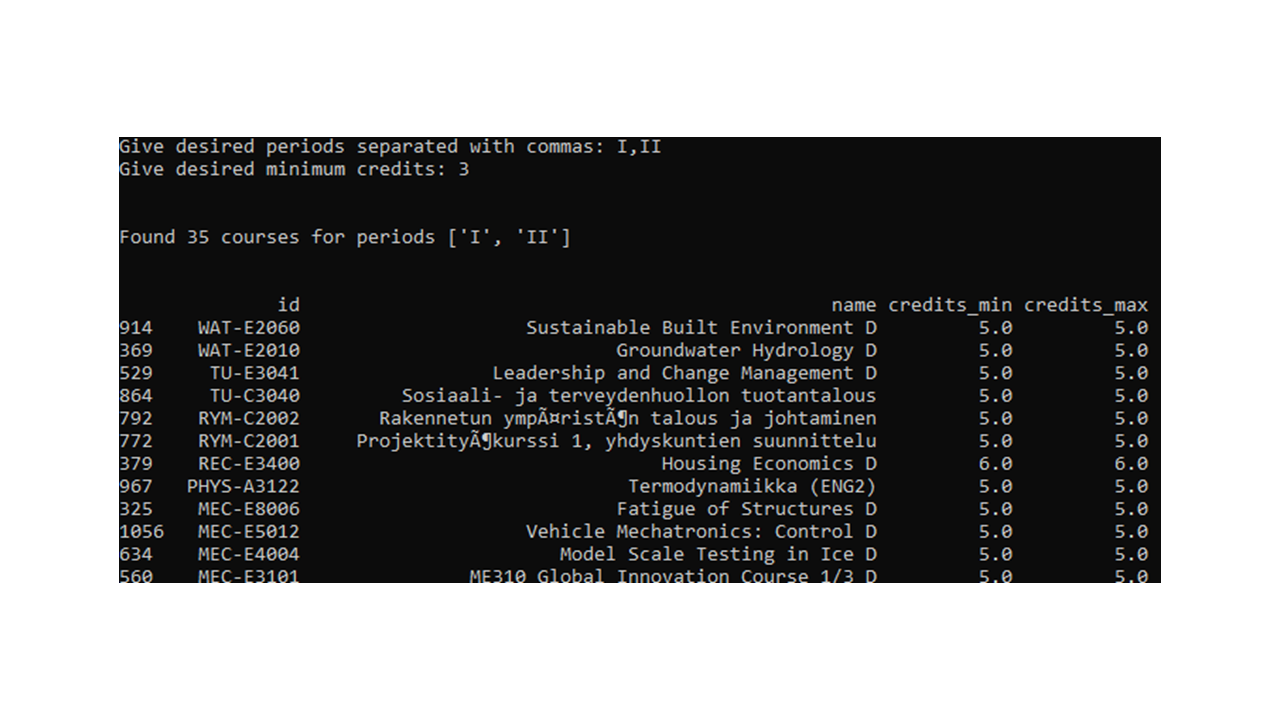 Give desired periods separated with commas: I,II
Give desired minimum credits: 3
Found 35 courses for periods ['I', 'II']
id name credits_min credits_max
914 WAT-E2060 Sustainable Built Environment D 5.0 5.0
369 WAT-E2010 Groundwater Hydrology D 5.0 5.0
529 TU-E3041 Leadership and Change Management D 5.0 5.0
864 TU-C3040 Sosiaali- ja terveydenhuollon tuotantalous 5.0 5.0
792 RYM-C2002 Rakennetun ympÃ¤ristÃ¶n talous ja johtaminen 5.0 5.0
772 RYM-C2001 ProjektityÃ¶kurssi 1, yhdyskuntien suunnittelu 5.0 5.0
379 REC-E3400 Housing Economics D 6.0 6.0
967 PHYS-A3122 Termodynamiikka (ENG2) 5.0 5.0
325 MEC-E8006 Fatigue of Structures D 5.0 5.0
1056 MEC-E5012 Vehicle Mechatronics: Control D 5.0 5.0
634 MEC-E4004 Model Scale Testing in Ice D 5.0 5.0
560 MEC-E3101 ME310 Global Innovation Course 1/3 D 5.0 5.0